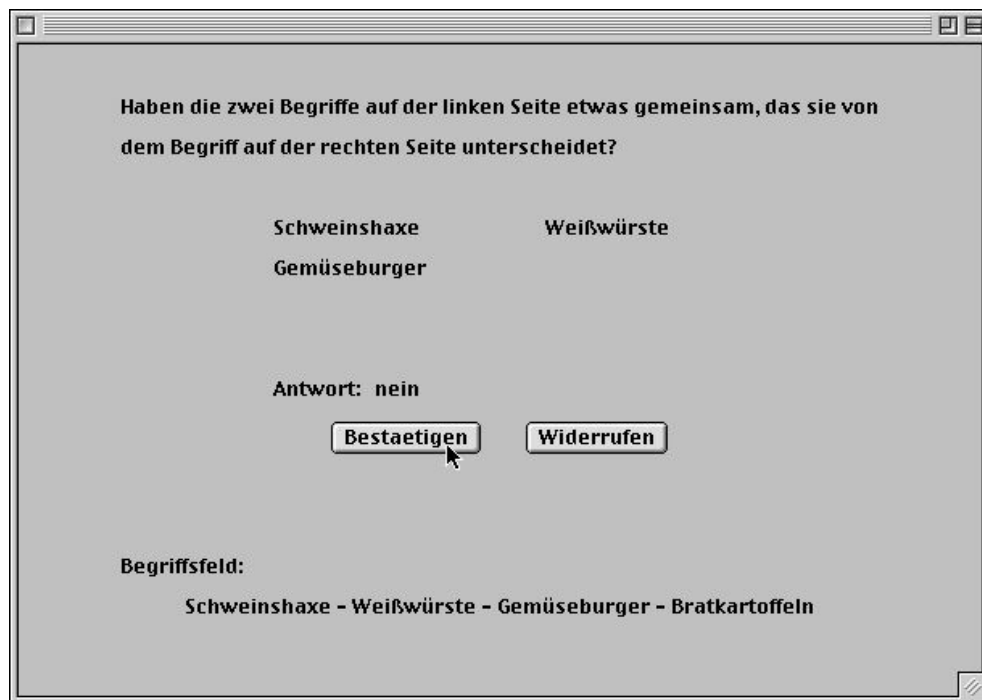 Haben die zwei Begriffe auf der linken Seite etwas gemeinsam, das sie von
dem Begriff auf der rechten Seite unterscheidet?
Schweinshaxe Weißwürste
Gemüseburger
Antwort: nein
Bestaetigen Widerrufen
Begriffsfeld:
Schweinshaxe - Weißwürste - Gemüseburger - Bratkartoffeln